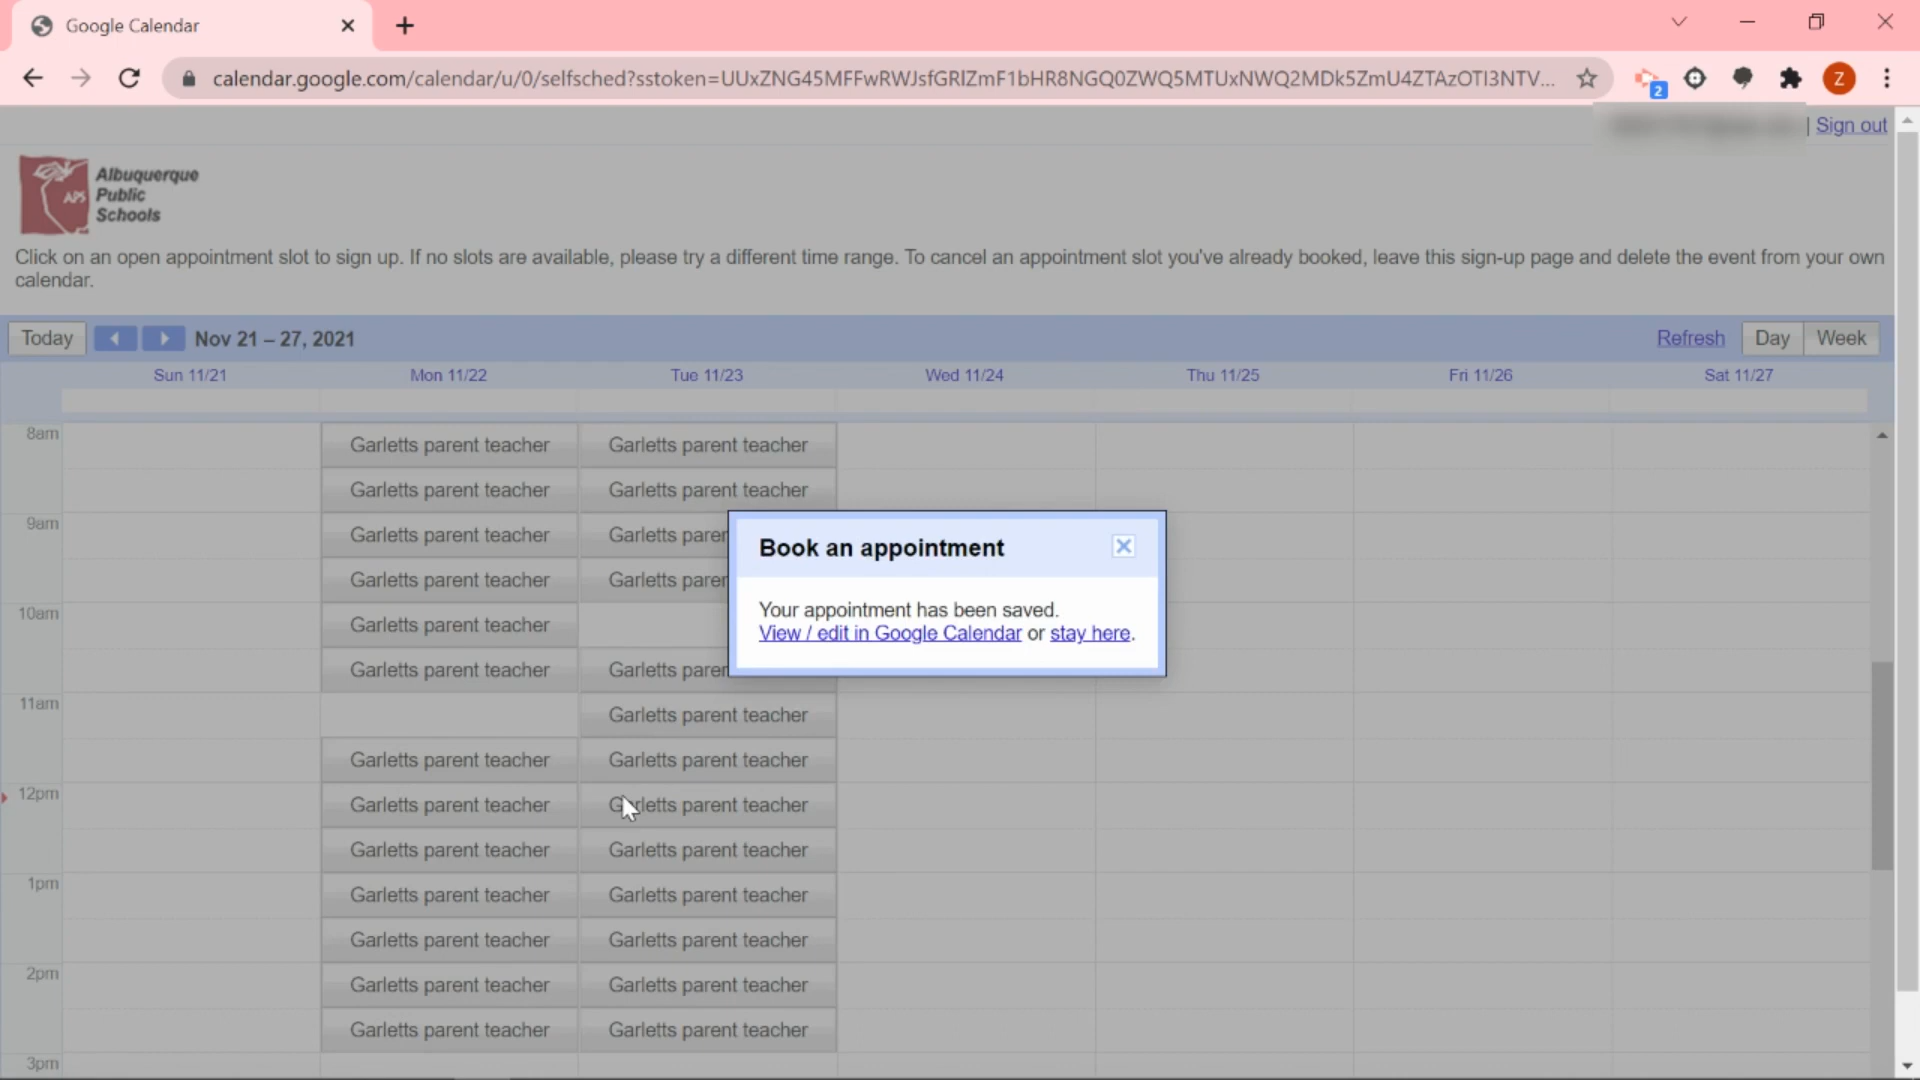 Google Calendar
calendar.google.com/calendar/u/0/selfsched?sstoken=UUxZNG45MFFwRWJsfGRlZmF1bHR8NGQ0ZWQ5MTUxNWQ2MDk5ZmU4ZTAzOTI3NTV...
2
Z
| Sign out
APS
Albuquerque
Public
Schools
Click on an open appointment slot to sign up. If no slots are available, please try a different time range. To cancel an appointment slot you've already booked, leave this sign-up page and delete the event from your own
calendar.
Today Nov 21 – 27, 2021 Refresh Day Week
Sun 11/21 Mon 11/22 Tue 11/23 Wed 11/24 Thu 11/25 Fri 11/26 Sat 11/27
8am Garletts parent teacher Garletts parent teacher
Garletts parent teacher Garletts parent teacher
9am Garletts parent teacher Garletts paren
Garletts parent teacher Garletts paren
10am Garletts parent teacher
Garletts parent teacher Garletts paren
11am Garletts parent teacher
Garletts parent teacher Garletts parent teacher
12pm Garletts parent teacher Garletts parent teacher
Garletts parent teacher Garletts parent teacher
1pm Garletts parent teacher Garletts parent teacher
Garletts parent teacher Garletts parent teacher
2pm Garletts parent teacher Garletts parent teacher
Garletts parent teacher Garletts parent teacher
3pm
Book an appointment
Your appointment has been saved.
View / edit in Google Calendar or stay here.